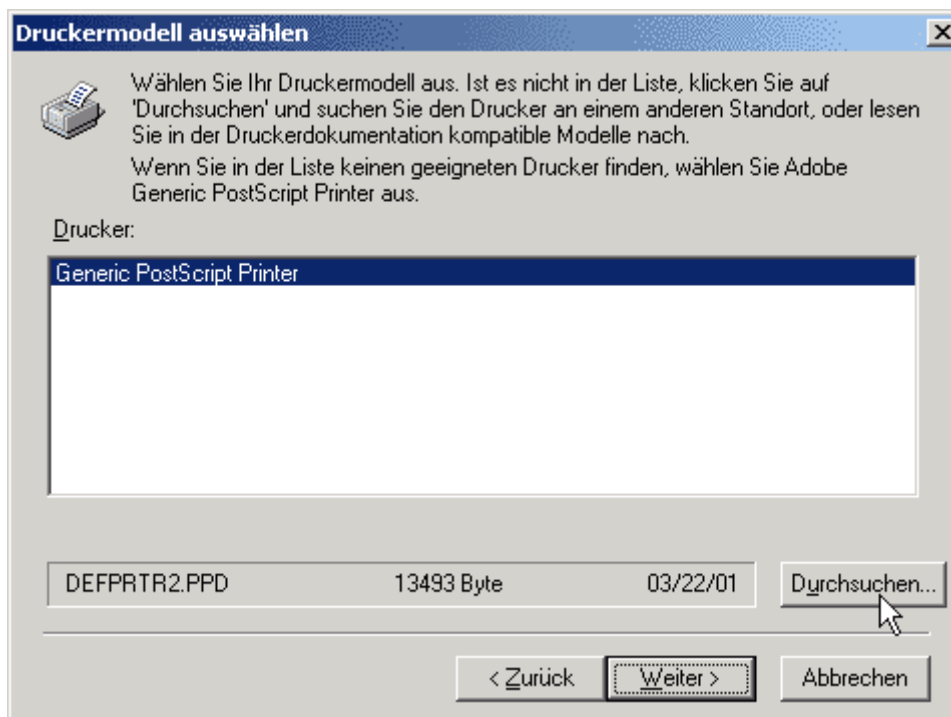 Druckermodell auswählen
Wählen Sie Ihr Druckermodell aus. Ist es nicht in der Liste, klicken Sie auf
'Durchsuchen' und suchen Sie den Drucker an einem anderen Standort, oder lesen
Sie in der Druckerdokumentation kompatible Modelle nach.
Wenn Sie in der Liste keinen geeigneten Drucker finden, wählen Sie Adobe
Generic PostScript Printer aus.
Drucker:
Generic PostScript Printer
DEFPRTR2.PPD 13493 Byte 03/22/01 Durchsuchen...
< Zurück Weiter > Abbrechen